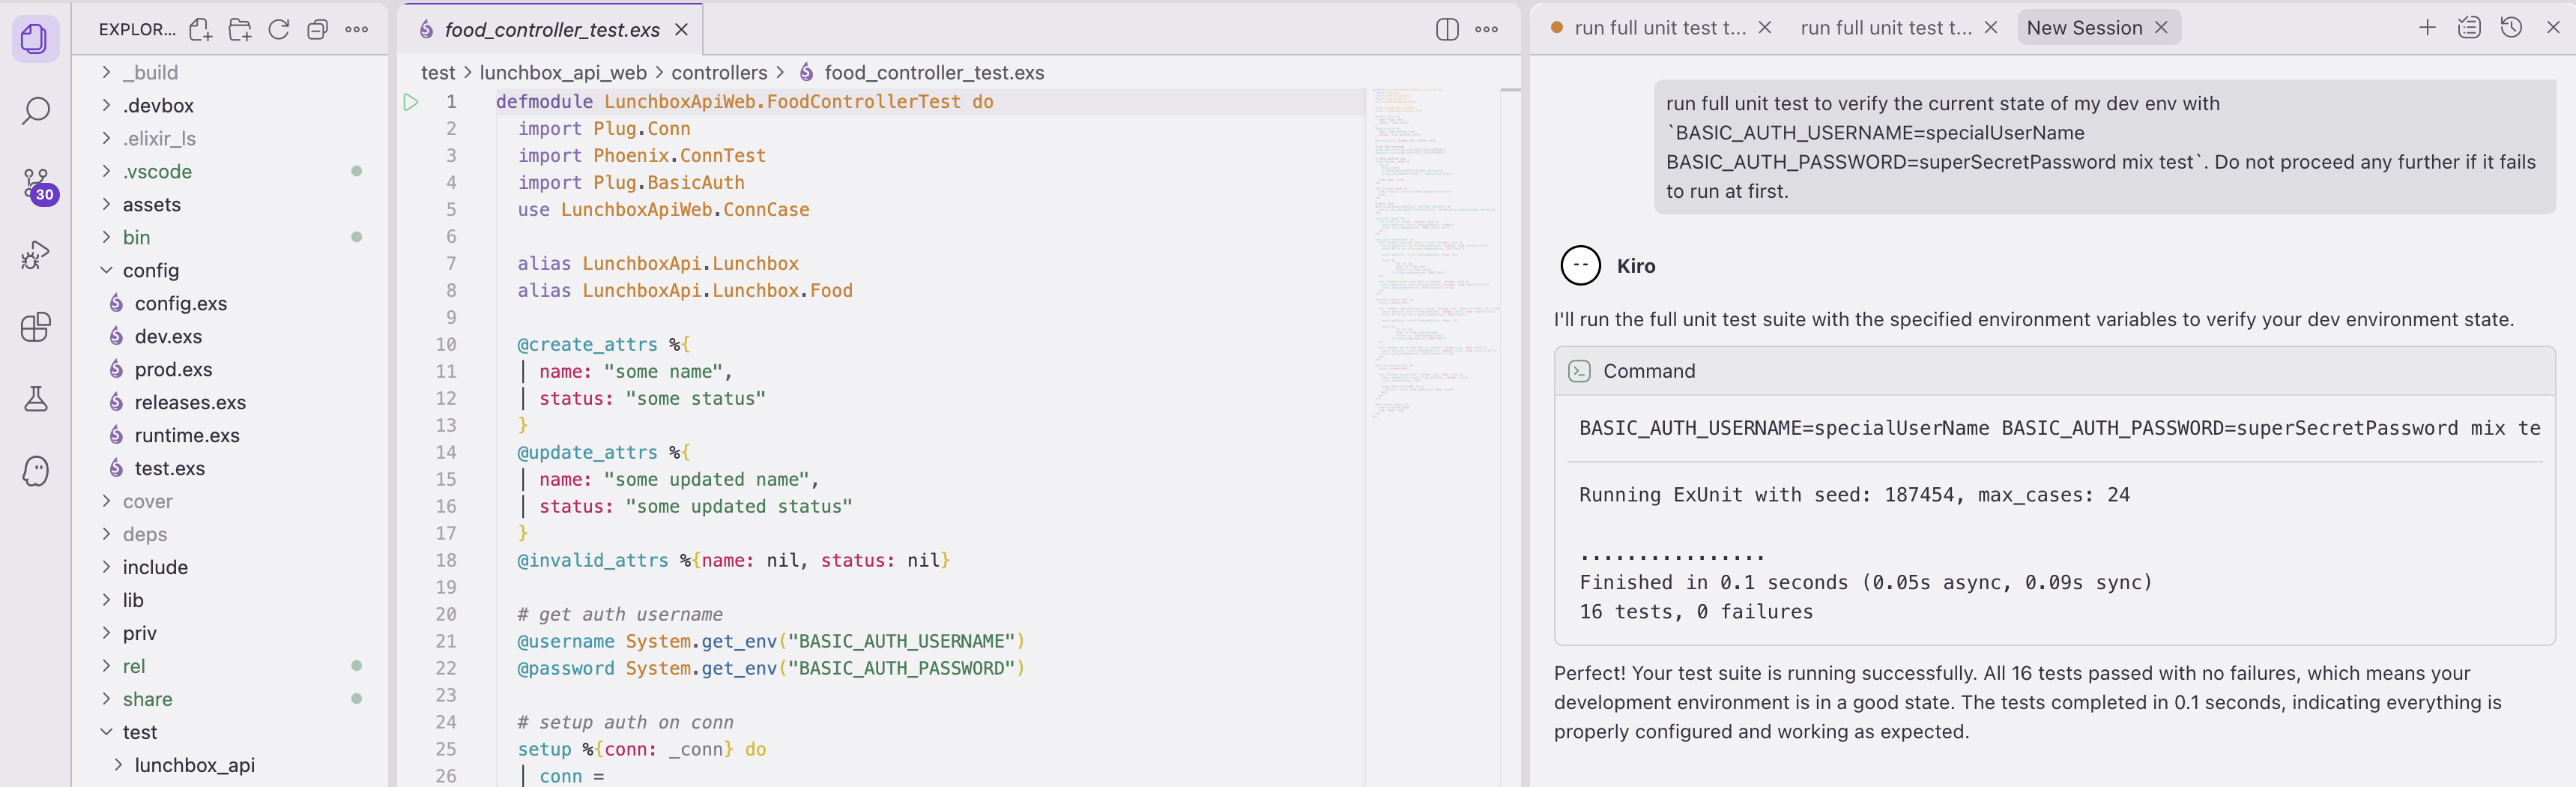 EXPLOR...
_build
.devbox
.elixir_ls
.vscode
assets
bin
config
config.exs
dev.exs
prod.exs
releases.exs
runtime.exs
test.exs
cover
deps
include
lib
priv
rel
share
test
lunchbox_api
30
food_controller_test.exs
test > lunchbox_api_web > controllers > food_controller_test.exs
1 defmodule LunchboxApiWeb.FoodControllerTest do
2 import Plug.Conn
3 import Phoenix.ConnTest
4 import Plug.BasicAuth
5 use LunchboxApiWeb.ConnCase
6
7 alias LunchboxApi.Lunchbox
8 alias LunchboxApi.Lunchbox.Food
9
10 @create_attrs %{
11 name: "some name",
12 status: "some status"
13 }
14 @update_attrs %{
15 name: "some updated name",
16 status: "some updated status"
17 }
18 @invalid_attrs %{name: nil, status: nil}
19
20 # get auth username
21 @username System.get_env("BASIC_AUTH_USERNAME")
22 @password System.get_env("BASIC_AUTH_PASSWORD")
23
24 # setup auth on conn
25 setup %{conn: _conn} do
26 conn =
run full unit test t...
run full unit test t...
New Session
run full unit test to verify the current state of my dev env with
`BASIC_AUTH_USERNAME=specialUserName
BASIC_AUTH_PASSWORD=superSecretPassword mix test`. Do not proceed any further if it fails
to run at first.
Kiro
I'll run the full unit test suite with the specified environment variables to verify your dev environment state.
Command
BASIC_AUTH_USERNAME=specialUserName BASIC_AUTH_PASSWORD=superSecretPassword mix te
Running ExUnit with seed: 187454, max_cases: 24
................
Finished in 0.1 seconds (0.05s async, 0.09s sync)
16 tests, 0 failures
Perfect! Your test suite is running successfully. All 16 tests passed with no failures, which means your
development environment is in a good state. The tests completed in 0.1 seconds, indicating everything is
properly configured and working as expected.